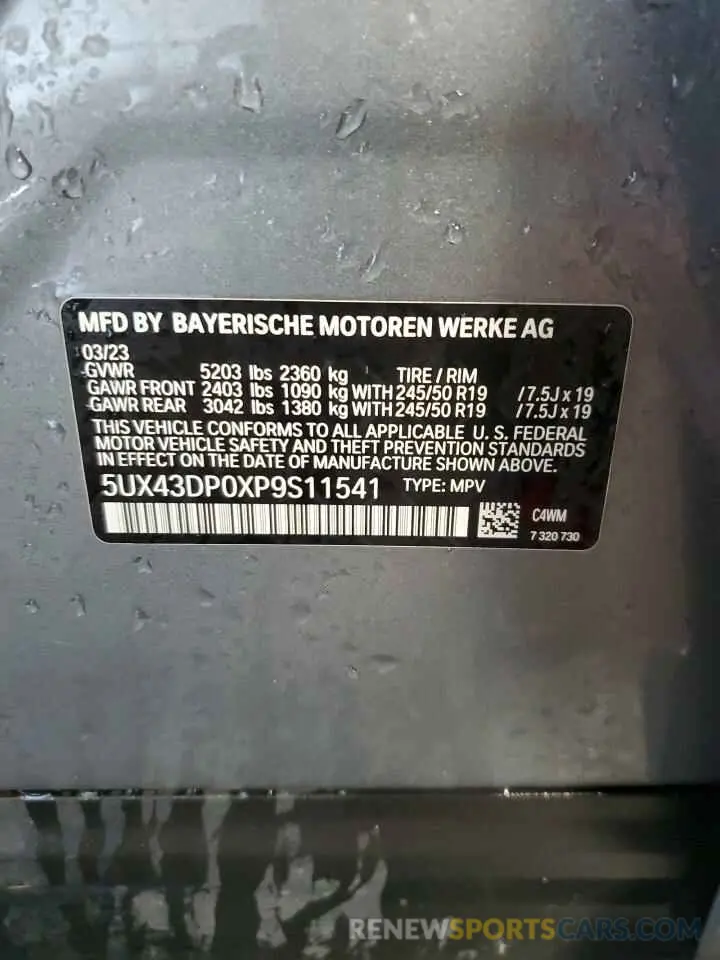 MFD BY BAYERISCHE MOTOREN WERKE AG
03/23
GVWR 5203 lbs 2360 kg TIRE / RIM
GAWR FRONT 2403 lbs 1090 kg WITH 245/50 R19 / 7.5J x 19
GAWR REAR 3042 lbs 1380 kg WITH 245/50 R19 / 7.5J x 19
THIS VEHICLE CONFORMS TO ALL APPLICABLE U. S. FEDERAL
MOTOR VEHICLE SAFETY AND THEFT PREVENTION STANDARDS
IN EFFECT ON THE DATE OF MANUFACTURE SHOWN ABOVE.
5UX43DP0XP9S11541 TYPE: MPV
C4WM
7 320 730
RENEWSPORTSCARS.COM